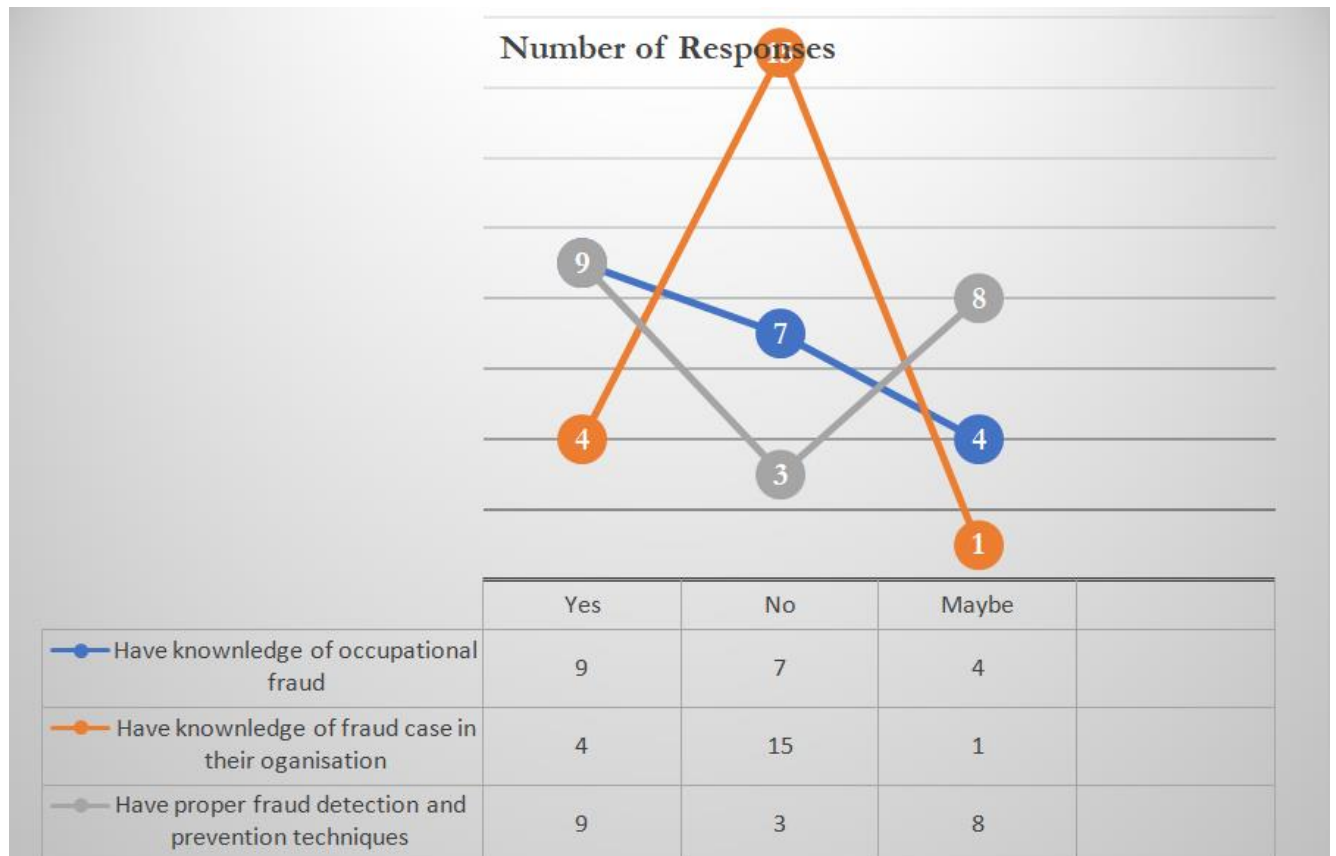 Number of Responses
15
9
8
7
4
4
3
1
Yes No Maybe
Have knownledge of occupational
fraud
9 7 4
Have knownledge of fraud case in
their oganisation
4 15 1
Have proper fraud detection and
prevention techniques
9 3 8